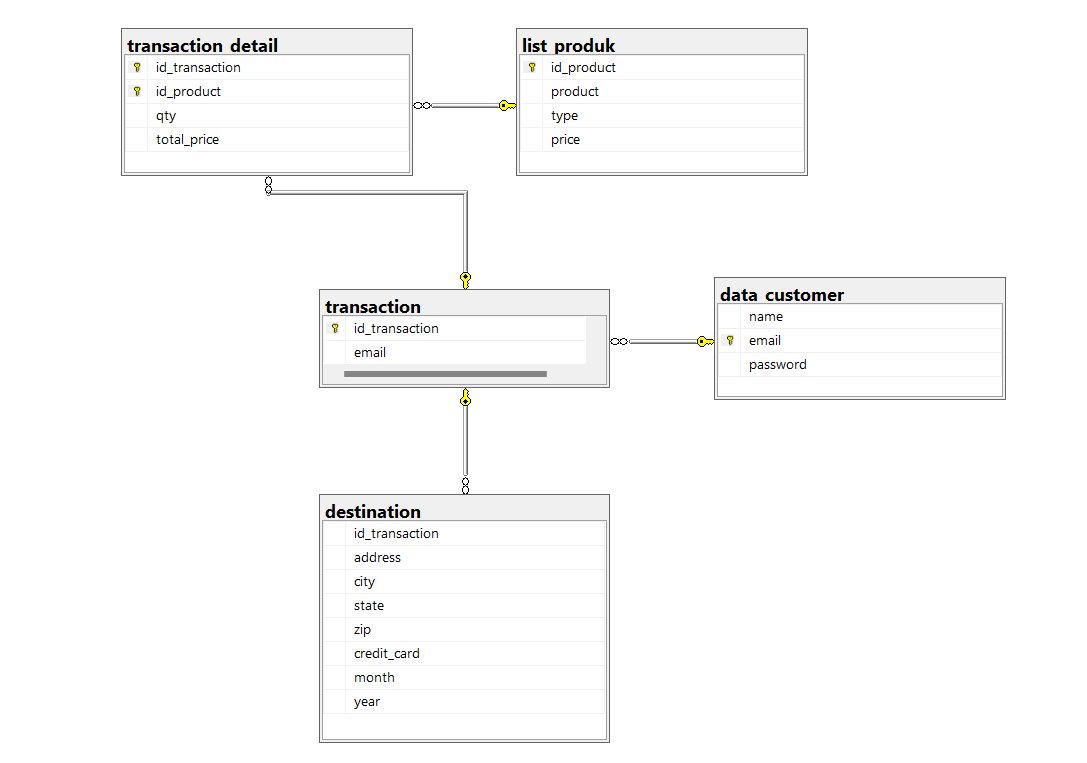 transaction_detail
id_transaction
id_product
qty
total_price
list_produk
id_product
product
type
price
transaction
id_transaction
email
data_customer
name
email
password
destination
id_transaction
address
city
state
zip
credit_card
month
year